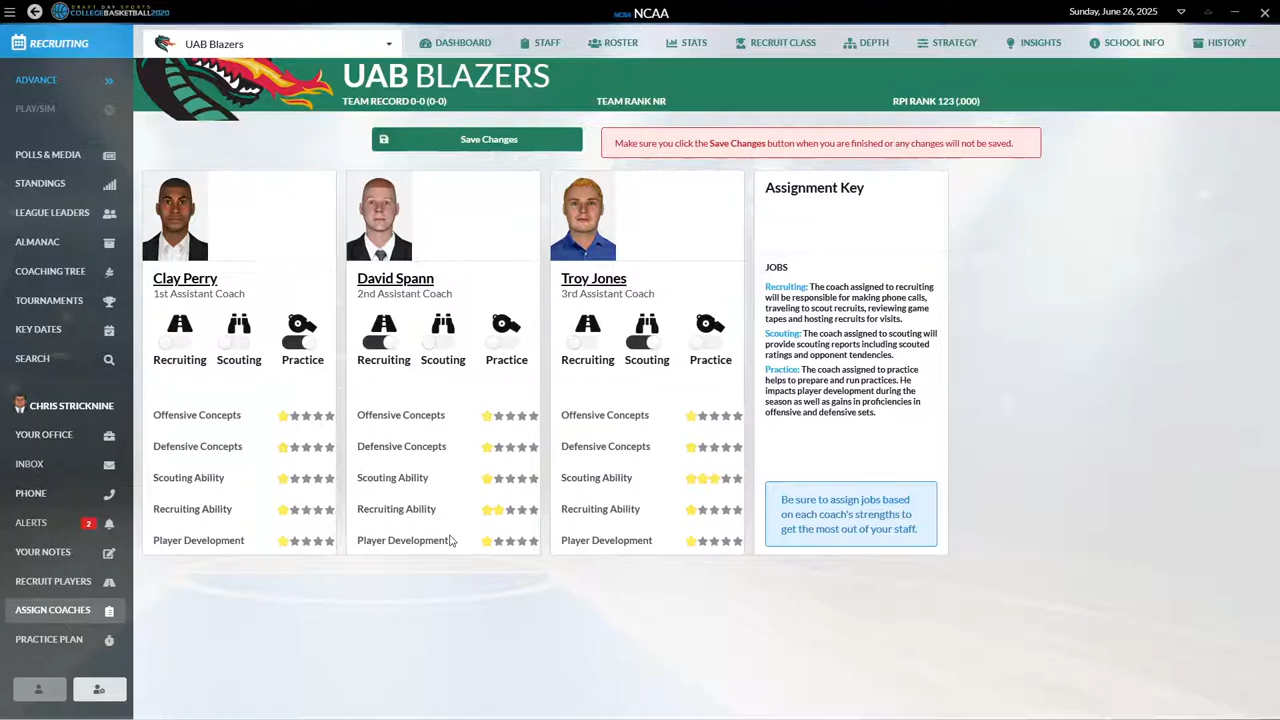 DRAFT DAY SPORTS
COLLEGE BASKETBALL 2020
NCAA NCAA
Sunday, June 26, 2025
RECRUITING
UAB Blazers
DASHBOARD
STAFF
ROSTER
STATS
RECRUIT CLASS
DEPTH
STRATEGY
INSIGHTS
SCHOOL INFO
HISTORY
ADVANCE
PLAY/SIM
POLLS & MEDIA
STANDINGS
LEAGUE LEADERS
ALMANAC
COACHING TREE
TOURNAMENTS
KEY DATES
SEARCH
CHRIS STRICKNINE
YOUR OFFICE
INBOX
PHONE
ALERTS 2
YOUR NOTES
RECRUIT PLAYERS
ASSIGN COACHES
PRACTICE PLAN
UAB BLAZERS
TEAM RECORD 0-0 (0-0)
TEAM RANK NR
RPI RANK 123 (.000)
Save Changes
Make sure you click the Save Changes button when you are finished or any changes will not be saved.
Clay Perry
1st Assistant Coach
Recruiting Scouting Practice
Offensive Concepts
Defensive Concepts
Scouting Ability
Recruiting Ability
Player Development
David Spann
2nd Assistant Coach
Recruiting Scouting Practice
Offensive Concepts
Defensive Concepts
Scouting Ability
Recruiting Ability
Player Development
Troy Jones
3rd Assistant Coach
Recruiting Scouting Practice
Offensive Concepts
Defensive Concepts
Scouting Ability
Recruiting Ability
Player Development
Assignment Key
JOBS
Recruiting: The coach assigned to recruiting
will be responsible for making phone calls,
traveling to scout recruits, reviewing game
tapes and hosting recruits for visits.
Scouting: The coach assigned to scouting will
provide scouting reports including scouted
ratings and opponent tendencies.
Practice: The coach assigned to practice
helps to prepare and run practices. He
impacts player development during the
season as well as gains in proficiencies in
offensive and defensive sets.
Be sure to assign jobs based
on each coach's strengths to
get the most out of your staff.